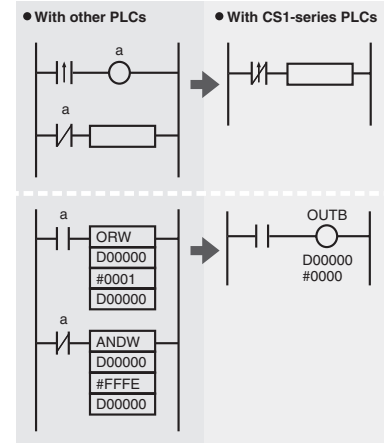 ● With other PLCs
● With CS1-series PLCs
a
a
a
ORW
D00000
#0001
D00000
a
ANDW
D00000
#FFFE
D00000
OUTB
D00000
#0000